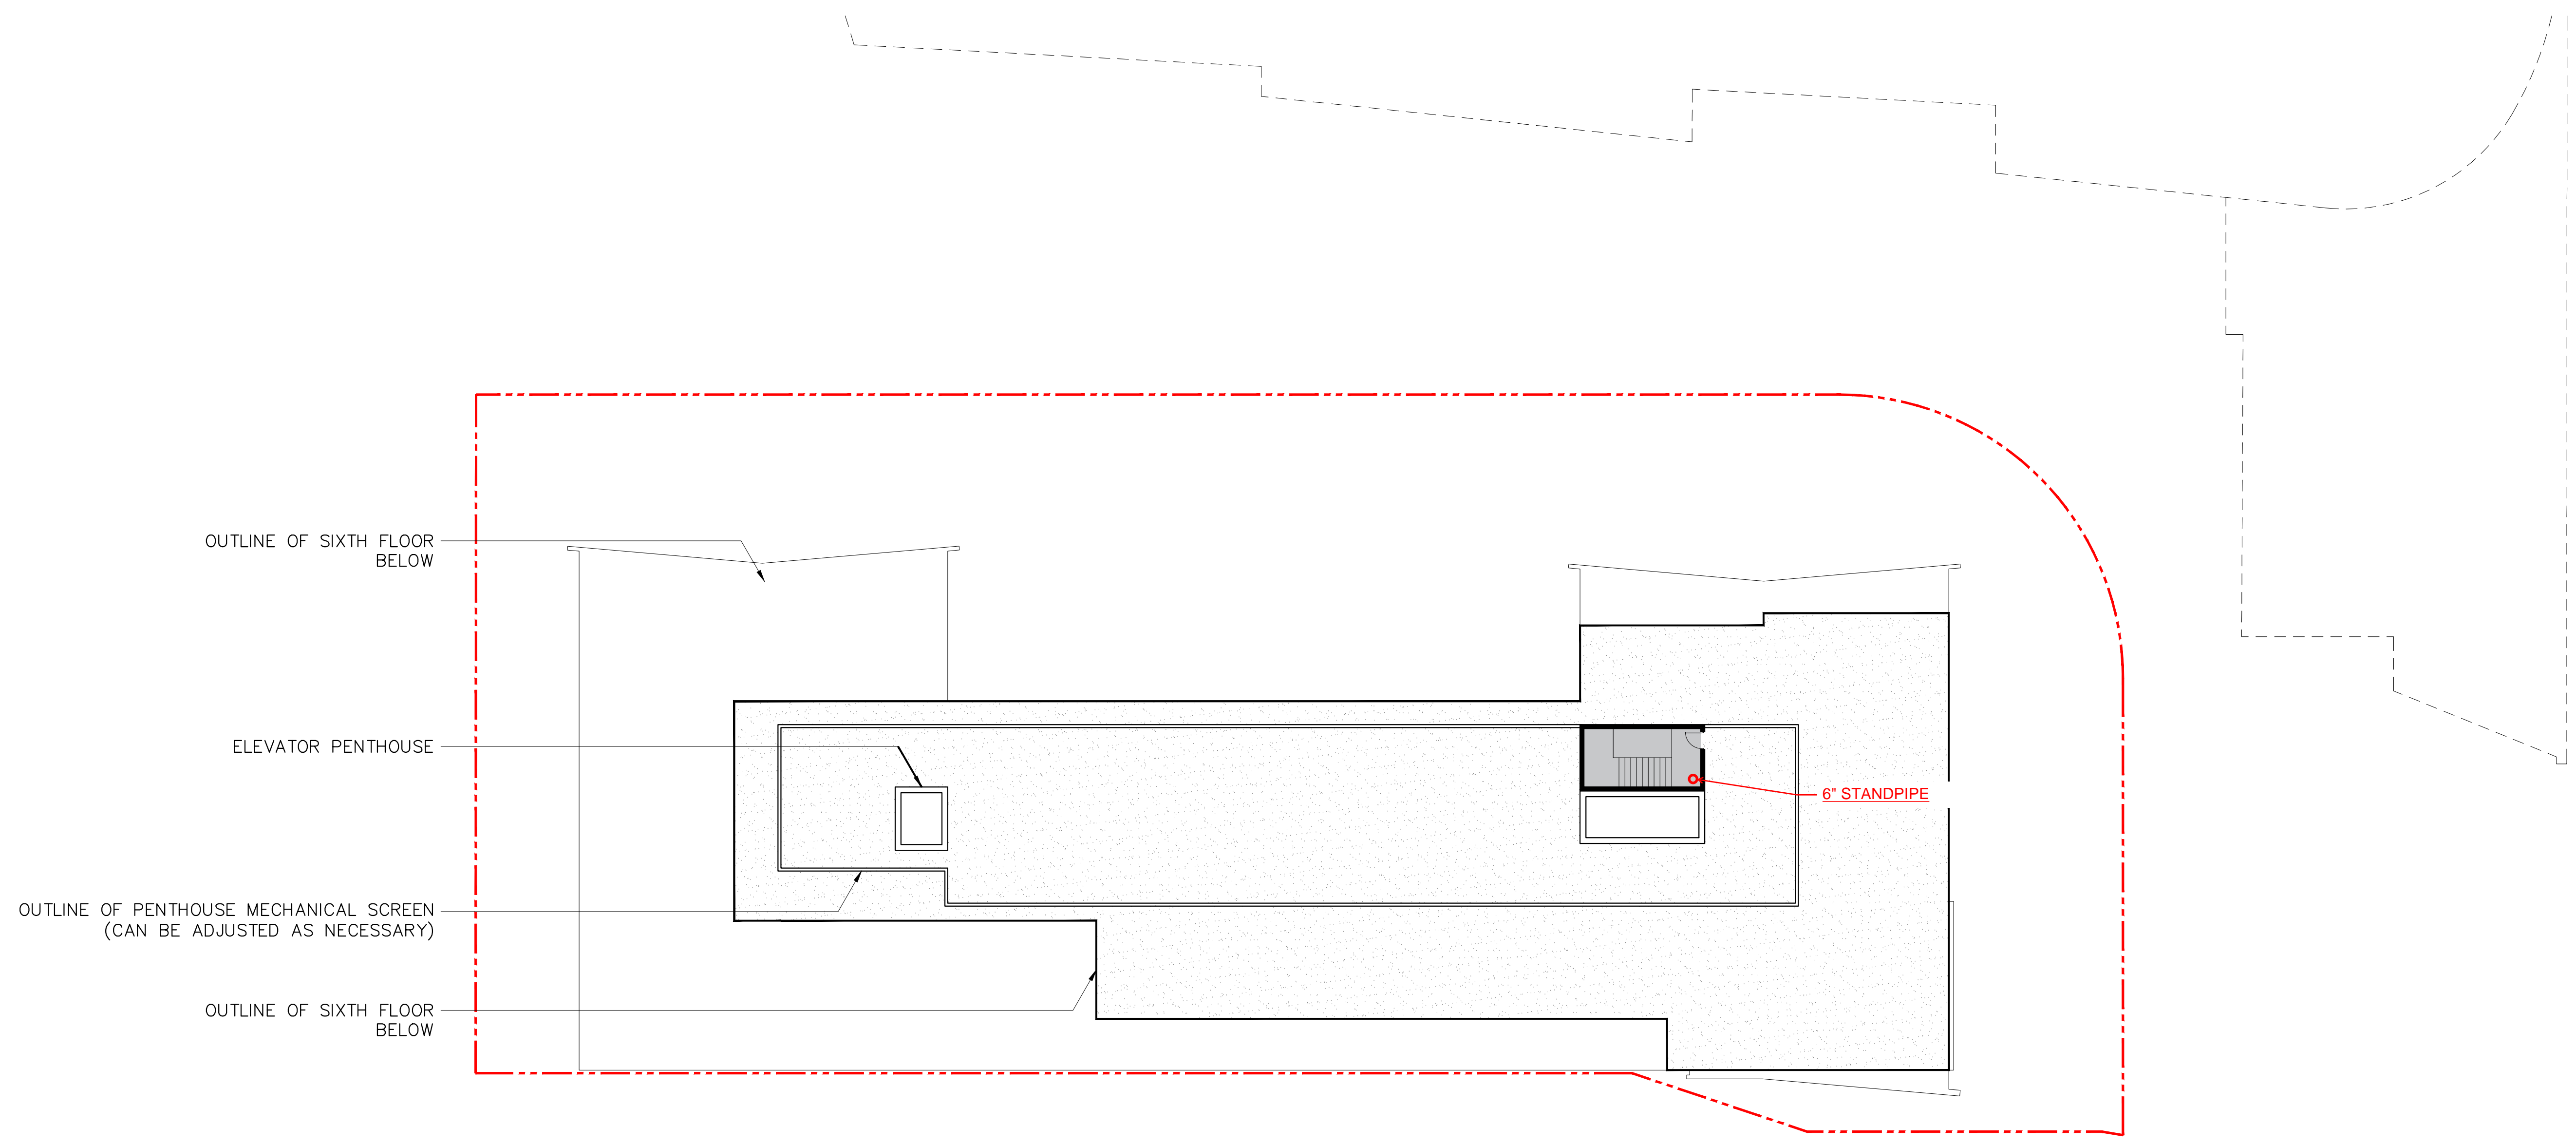 OUTLINE OF SIXTH FLOOR
BELOW
ELEVATOR PENTHOUSE
6" STANDPIPE
OUTLINE OF PENTHOUSE MECHANICAL SCREEN
(CAN BE ADJUSTED AS NECESSARY)
OUTLINE OF SIXTH FLOOR
BELOW